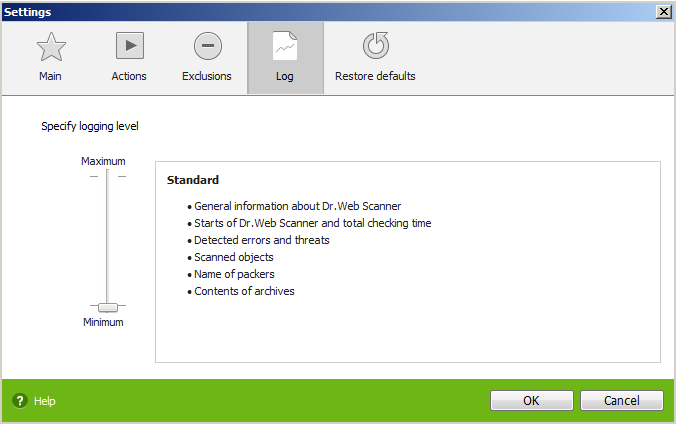 Settings
Main
Actions
Exclusions
Log
Restore defaults
Specify logging level
Maximum
Standard
• General information about Dr.Web Scanner
• Starts of Dr.Web Scanner and total checking time
• Detected errors and threats
• Scanned objects
• Name of packers
• Contents of archives
Minimum
? Help
OK
Cancel